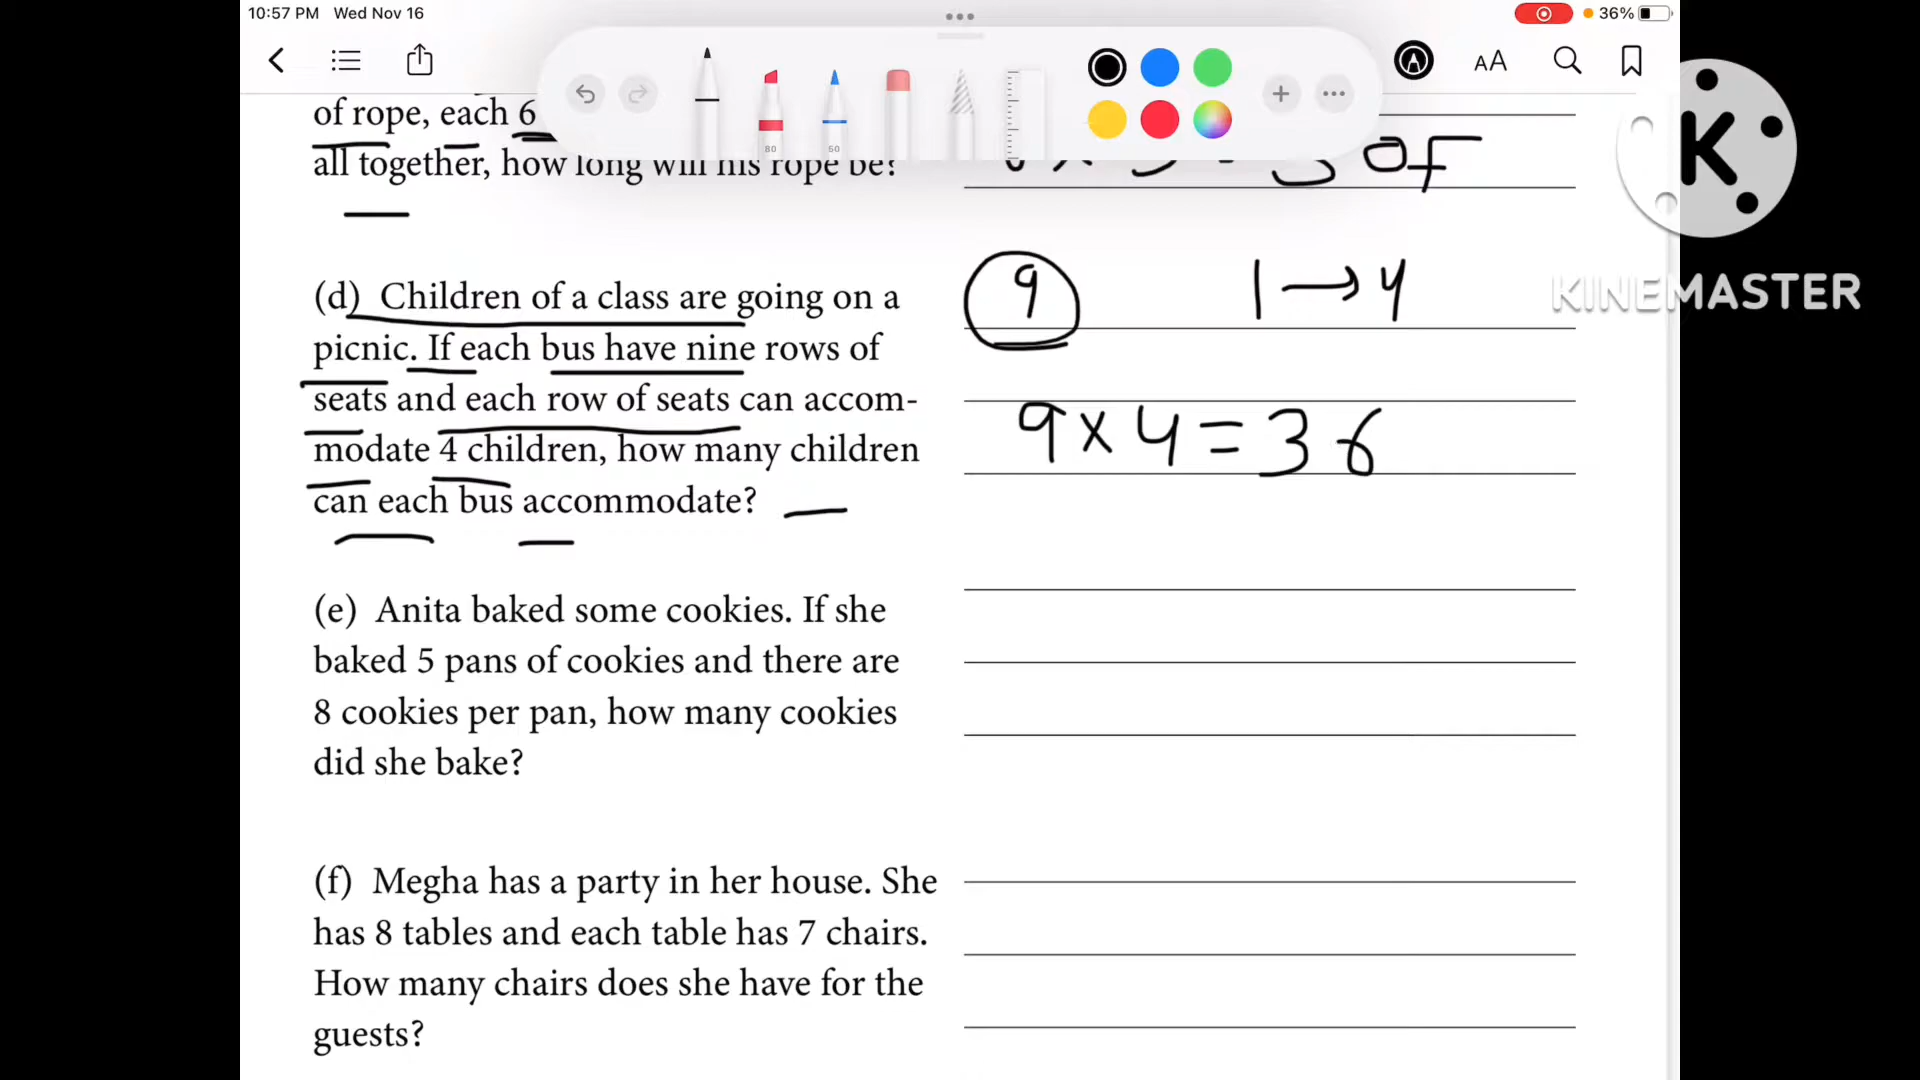 10:57 PM Wed Nov 16
36%
AA
80
50
K
KINEMASTER
of rope, each 6
all together, how long will his rope be?
of
9 1 → 4
(d) Children of a class are going on a
picnic. If each bus have nine rows of
seats and each row of seats can accom-
modate 4 children, how many children
can each bus accommodate?
9 x 4 = 36
(e) Anita baked some cookies. If she
baked 5 pans of cookies and there are
8 cookies per pan, how many cookies
did she bake?
(f) Megha has a party in her house. She
has 8 tables and each table has 7 chairs.
How many chairs does she have for the
guests?